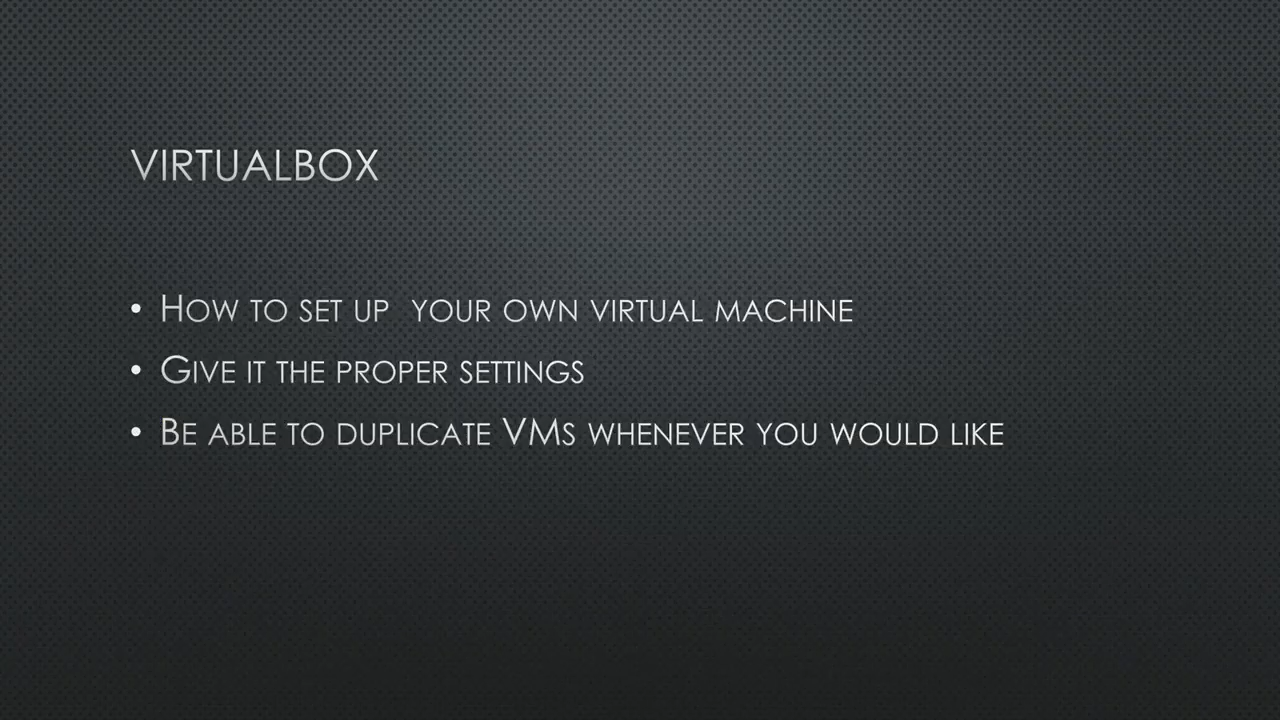 VIRTUALBOX
• HOW TO SET UP  YOUR OWN VIRTUAL MACHINE
• GIVE IT THE PROPER SETTINGS
• BE ABLE TO DUPLICATE VMS WHENEVER YOU WOULD LIKE